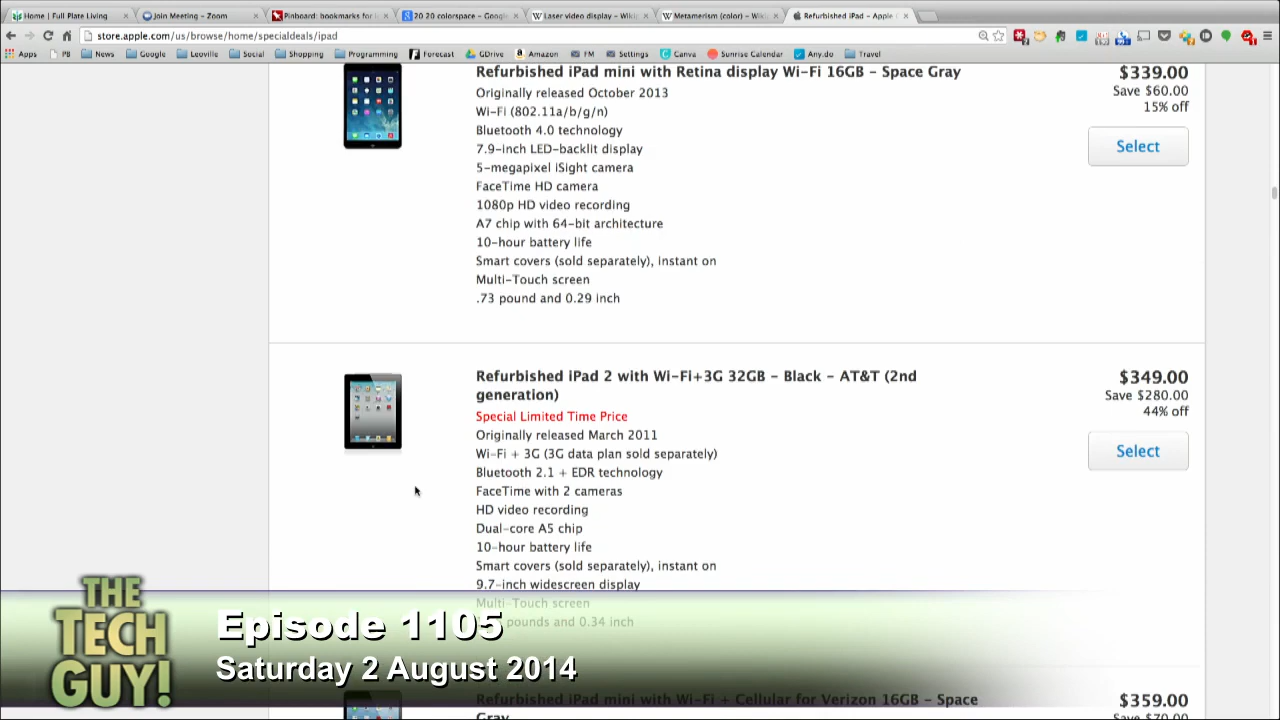 Home | Full Plate Living
Join Meeting - Zoom
Pinboard: bookmarks for l
20 20 colorspace - Google
Laser video display - Wiki
Metamerism (color) - Wiki
Refurbished iPad - Apple
store.apple.com/us/browse/home/specialdeals/ipad
Apps PB News Google Leoville Social Shopping Programming Forecast GDrive Amazon FM Settings Canva Sunrise Calendar Any.do Travel
Refurbished iPad mini with Retina display Wi-Fi 16GB - Space Gray
$339.00
Originally released October 2013
Save $60.00
Wi-Fi (802.11a/b/g/n)
15% off
Bluetooth 4.0 technology
7.9-inch LED-backlit display
Select
5-megapixel iSight camera
FaceTime HD camera
1080p HD video recording
A7 chip with 64-bit architecture
10-hour battery life
Smart covers (sold separately), instant on
Multi-Touch screen
.73 pound and 0.29 inch
Refurbished iPad 2 with Wi-Fi+3G 32GB - Black - AT&T (2nd
generation)
$349.00
Save $280.00
44% off
Special Limited Time Price
Originally released March 2011
Select
Wi-Fi + 3G (3G data plan sold separately)
Bluetooth 2.1 + EDR technology
FaceTime with 2 cameras
HD video recording
Dual-core A5 chip
10-hour battery life
Smart covers (sold separately), instant on
9.7-inch widescreen display
Multi-Touch screen
pounds and 0.34 inch
THE
TECH
GUY!
Episode 1105
Saturday 2 August 2014
Refurbished iPad mini with Wi-Fi + Cellular for Verizon 16GB - Space
Gray
$359.00
Save $70.00